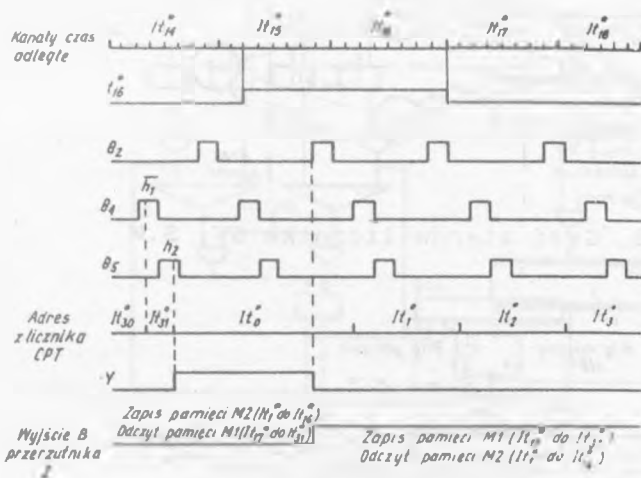 It*14 It*15 It*16 It*17 It*18
Kanały czas
odległe
t*16
B2
h1
B4
h2
B5
Adres
z licznika
CPT
It*30 It*31 It*0 It*1 It*2 It*3
Y
Wyjście B
przerzutnika
Z
Zapis pamięci M2 (It*1 do It*16)
Odczyt pamięci M1 (It*17 do It*31)
Zapis pamięci M1 (It*17 do It*31)
Odczyt pamięci M2 (It*1 do It*16)